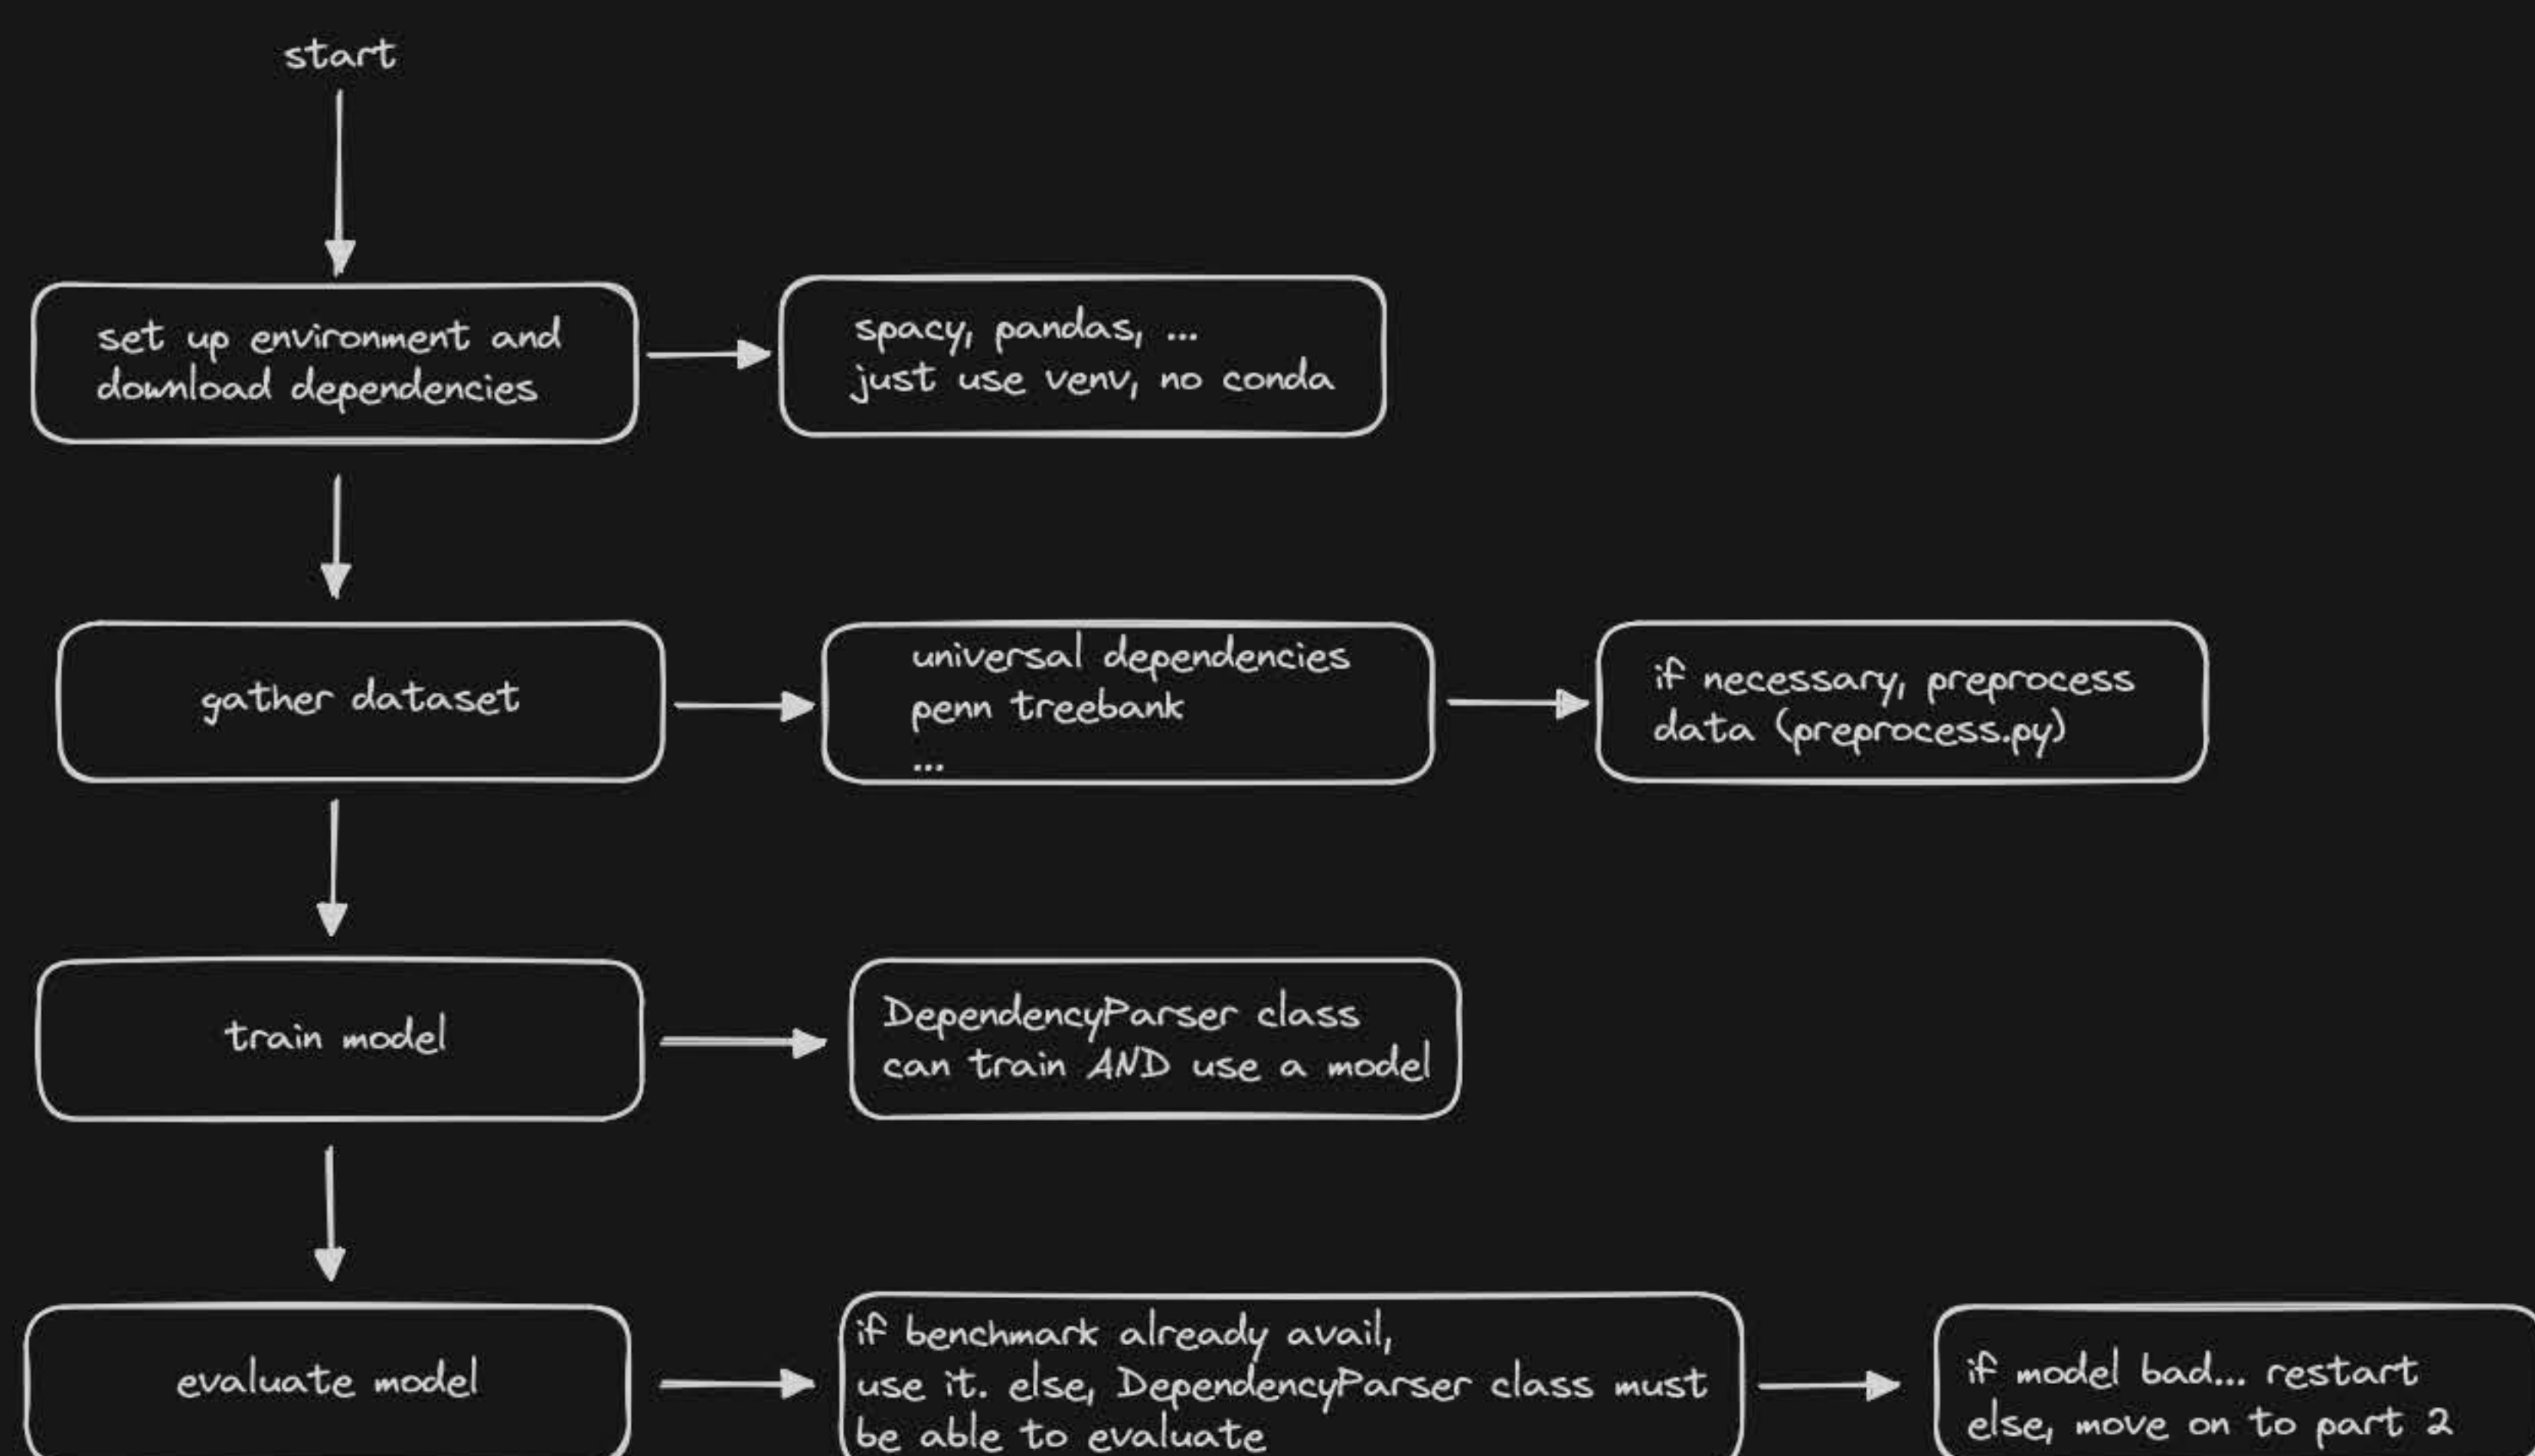 start
set up environment and
download dependencies
spacy, pandas, ...
just use venv, no conda
gather dataset
universal dependencies
penn treebank
...
if necessary, preprocess
data (preprocess.py)
train model
DependencyParser class
can train AND use a model
evaluate model
if benchmark already avail,
use it. else, DependencyParser class must
be able to evaluate
if model bad... restart
else, move on to part 2